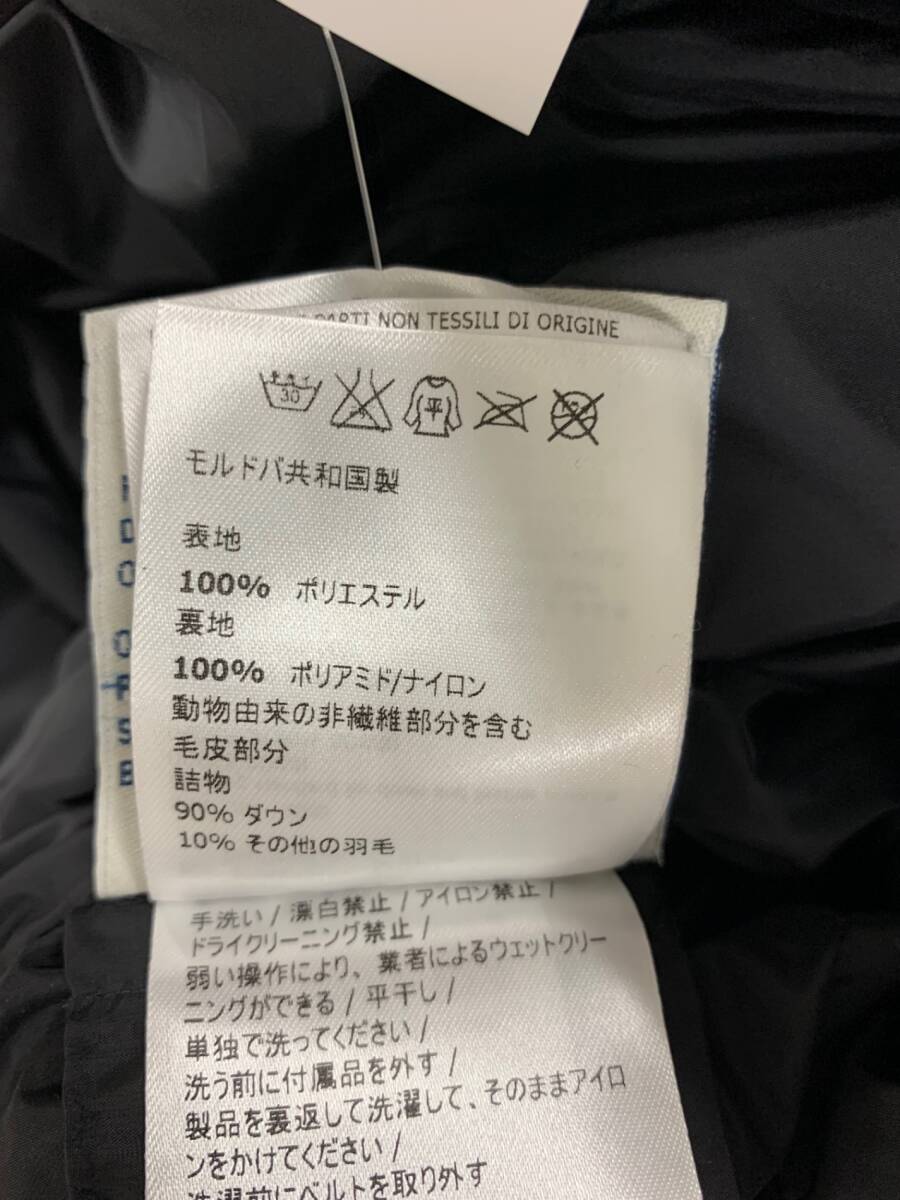 PARTI NON TESSILI DI ORIGINE
30
平
モルドバ共和国製
表地
100% ポリエステル
裏地
100% ポリアミド/ナイロン
動物由来の非繊維部分を含む
毛皮部分
詰物
90% ダウン
10% その他の羽毛
手洗い / 漂白禁止 / アイロン禁止 /
ドライクリーニング禁止 /
弱い操作により、業者によるウェットクリー
ニングができる / 平干し /
単独で洗ってください /
洗う前に付属品を外す /
製品を裏返して洗濯して、そのままアイロ
ンをかけてください /
洗濯前にベルトを取り外す